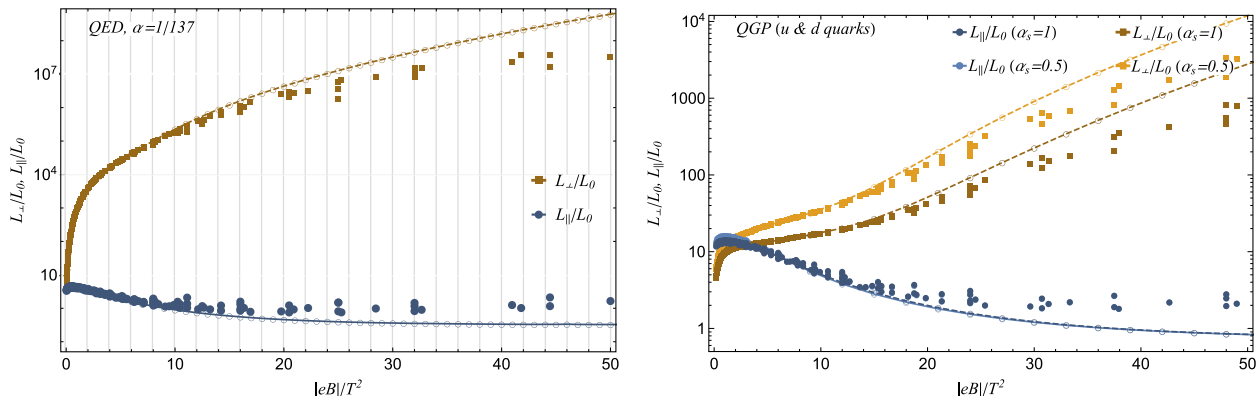 QED, α=1/137
L⊥/L0, L∥/L0
10^7
10^4
10
L⊥/L0
L∥/L0
0 10 20 30 40 50
|eB|/T^2
QGP (u & d quarks)
L∥/L0 (αs=1) L⊥/L0 (αs=1)
L∥/L0 (αs=0.5) L⊥/L0 (αs=0.5)
L⊥/L0, L∥/L0
10^4
1000
100
10
1
0 10 20 30 40 50
|eB|/T^2